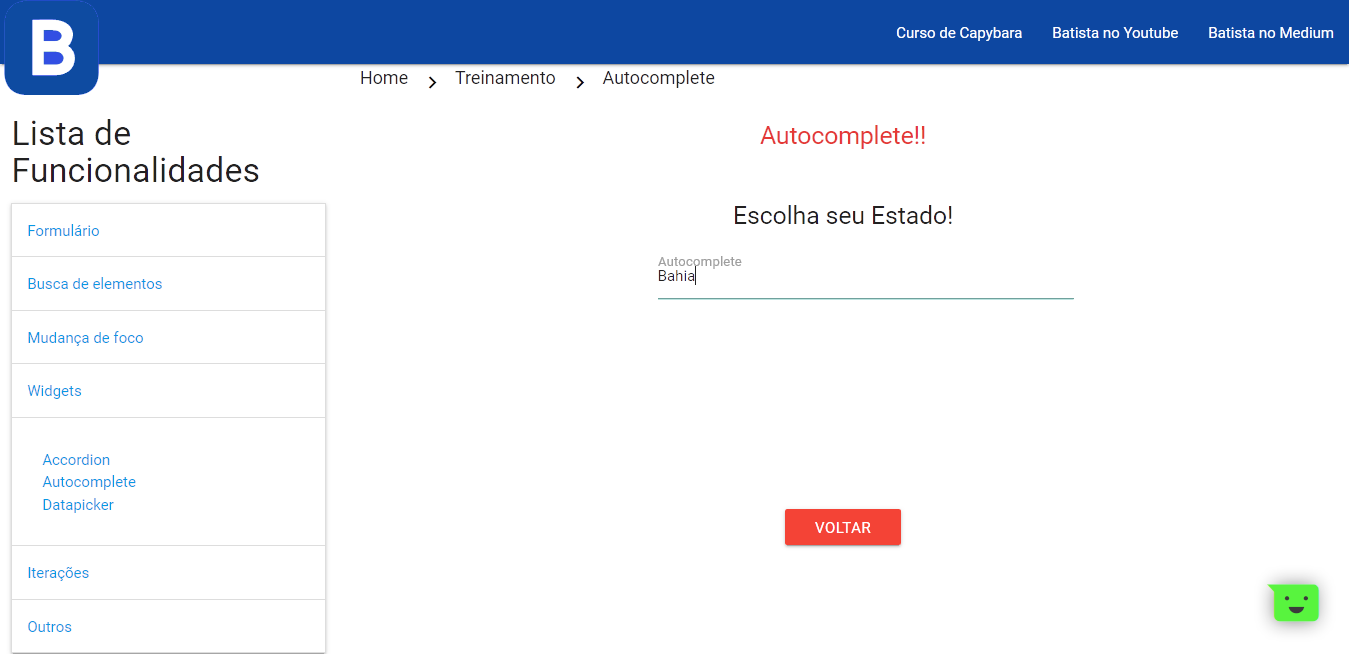 B
Curso de Capybara
Batista no Youtube
Batista no Medium
Home
Treinamento
Autocomplete
Lista de
Funcionalidades
Formulário
Busca de elementos
Mudança de foco
Widgets
Accordion
Autocomplete
Datapicker
Iterações
Outros
Autocomplete!!
Escolha seu Estado!
Autocomplete
Bahia
VOLTAR